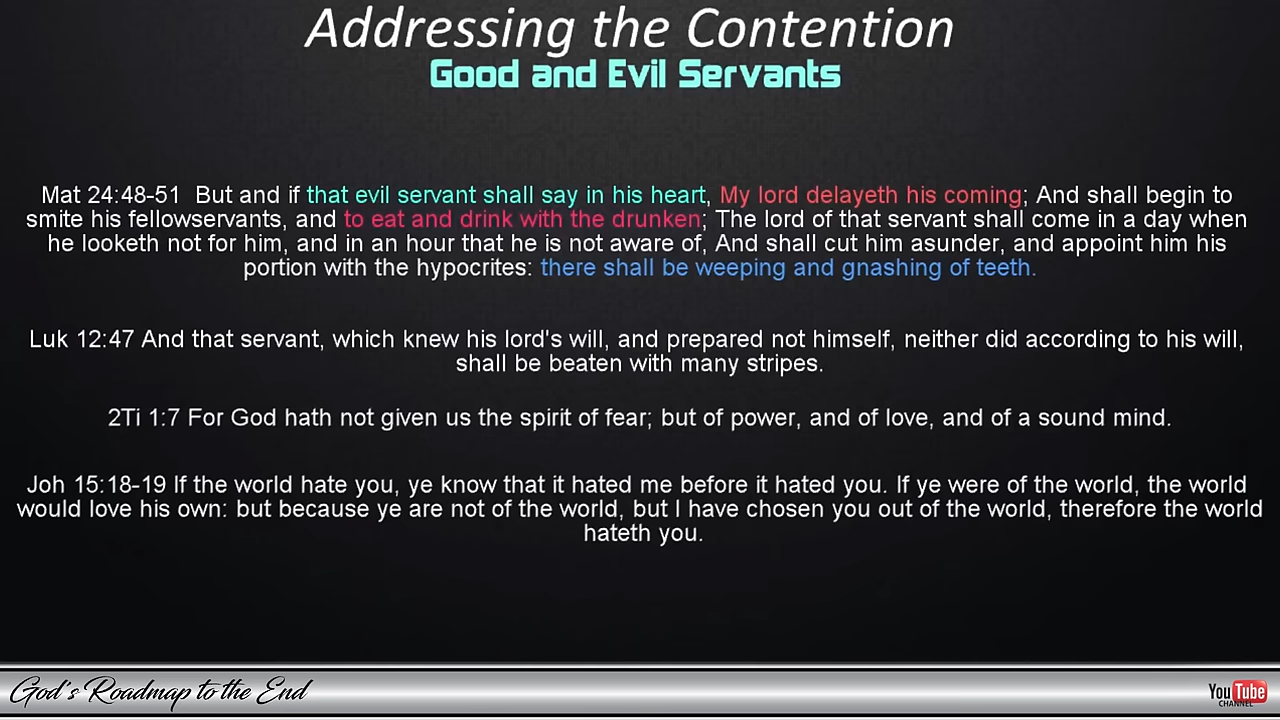 Addressing the Contention
Good and Evil Servants
Mat 24:48-51  But and if that evil servant shall say in his heart, My lord delayeth his coming; And shall begin to
smite his fellowservants, and to eat and drink with the drunken; The lord of that servant shall come in a day when
he looketh not for him, and in an hour that he is not aware of, And shall cut him asunder, and appoint him his
portion with the hypocrites: there shall be weeping and gnashing of teeth.
Luk 12:47 And that servant, which knew his lord's will, and prepared not himself, neither did according to his will,
shall be beaten with many stripes.
2Ti 1:7 For God hath not given us the spirit of fear; but of power, and of love, and of a sound mind.
Joh 15:18-19 If the world hate you, ye know that it hated me before it hated you. If ye were of the world, the world
would love his own: but because ye are not of the world, but I have chosen you out of the world, therefore the world
hateth you.
God's Roadmap to the End
YouTube
CHANNEL